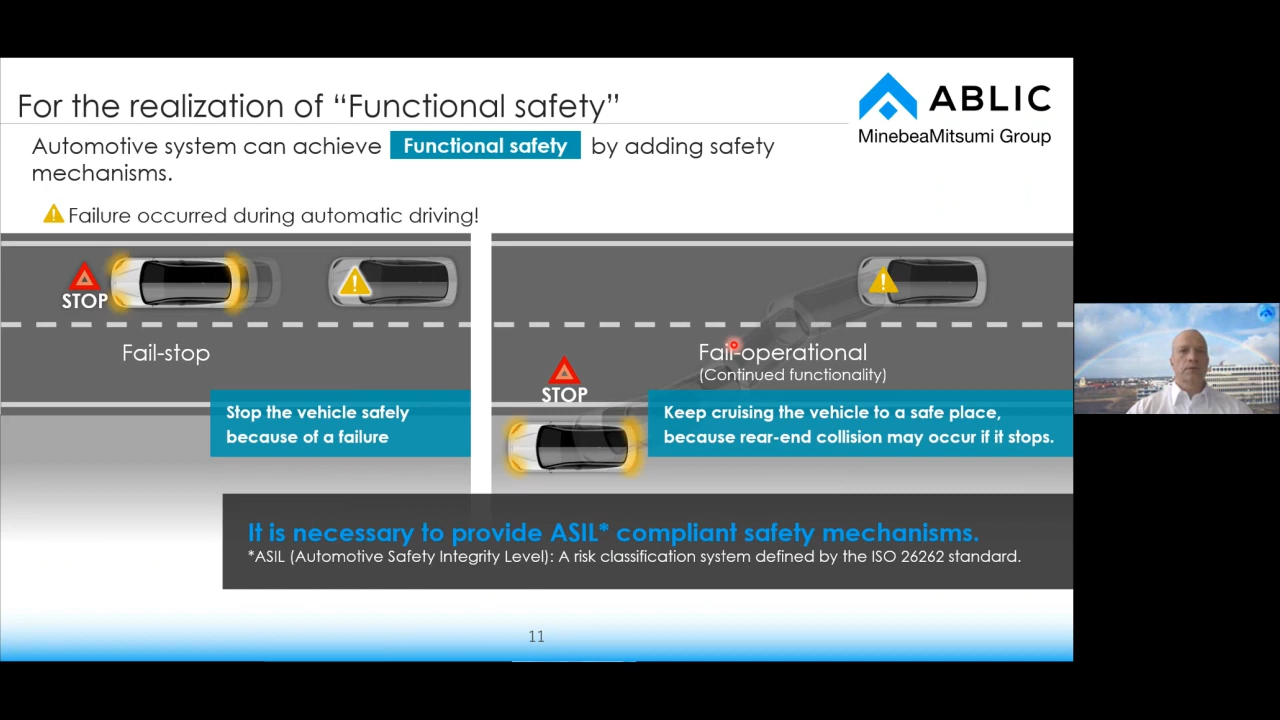 For the realization of “Functional safety”
ABLIC
MinebeaMitsumi Group
Automotive system can achieve Functional safety by adding safety
mechanisms.
Failure occurred during automatic driving!
STOP
Fail-stop
Stop the vehicle safely
because of a failure
STOP
Fail-operational
(Continued functionality)
Keep cruising the vehicle to a safe place,
because rear-end collision may occur if it stops.
It is necessary to provide ASIL* compliant safety mechanisms.
*ASIL (Automotive Safety Integrity Level): A risk classification system defined by the ISO 26262 standard.
11